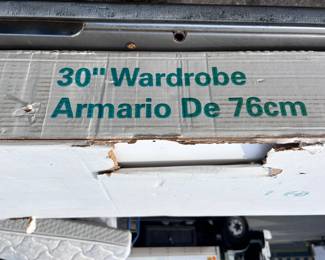 30" Wardrobe
Armario De 76cm